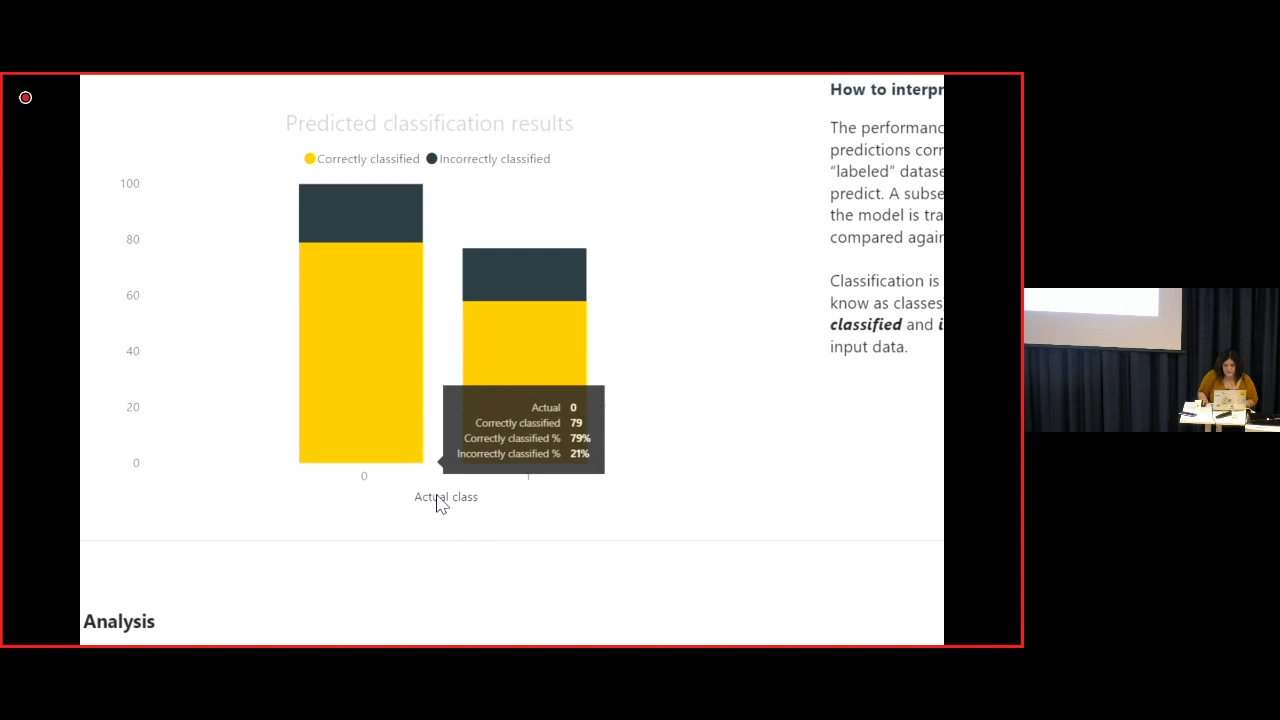 Predicted classification results
Correctly classified Incorrectly classified
100
80
60
40
20
0
0
1
Actual class
Actual 0
Correctly classified 79
Correctly classified % 79%
Incorrectly classified % 21%
How to interpr
The performanc
predictions corr
"labeled" datase
predict. A subse
the model is tra
compared again
Classification is
know as classes
classified and i
input data.
Analysis